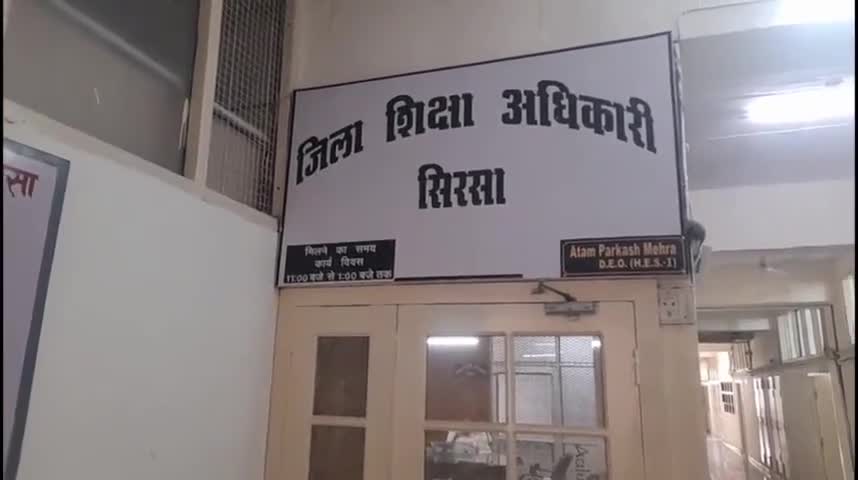 जिला शिक्षा अधिकारी
सिरसा
मिलने का समय
कार्य दिवस
11:00 बजे से 1:00 बजे तक
Atam Parkash Mehra
D.E.O. (H.E.S.-I)
सा